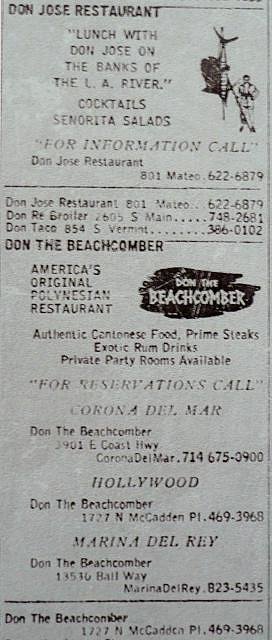 DON JOSE RESTAURANT
"LUNCH WITH
DON JOSE ON
THE BANKS OF
THE L. A. RIVER."
COCKTAILS
SENORITA SALADS
"FOR INFORMATION CALL"
Don Jose Restaurant
801 Mateo.622-6879
Don Jose Restaurant 801 Mateo.. 622-6879
Don Re Broiler 2605 S Main.....748-2681
Don Taco 854 S Vermnt.........386-0102
DON THE BEACHCOMBER
AMERICA'S
ORIGINAL
POLYNESIAN
RESTAURANT
DON THE
BEACHCOMBER
Authentic Cantonese Food, Prime Steaks
Exotic Rum Drinks
Private Party Rooms Available
"FOR RESERVATIONS CALL"
CORONA DEL MAR
Don The Beachcomber
3901 E Coast Hwy
CoronaDelMar.714 675-0900
HOLLYWOOD
Don The Beachcomber
1727 N McCadden Pl.469-3968
MARINA DEL REY
Don The Beachcomber
13530 Bali Way
MarinaDelRey.823-5435
Don The Beachcomber
1727 N McCadden Pl.469-3968